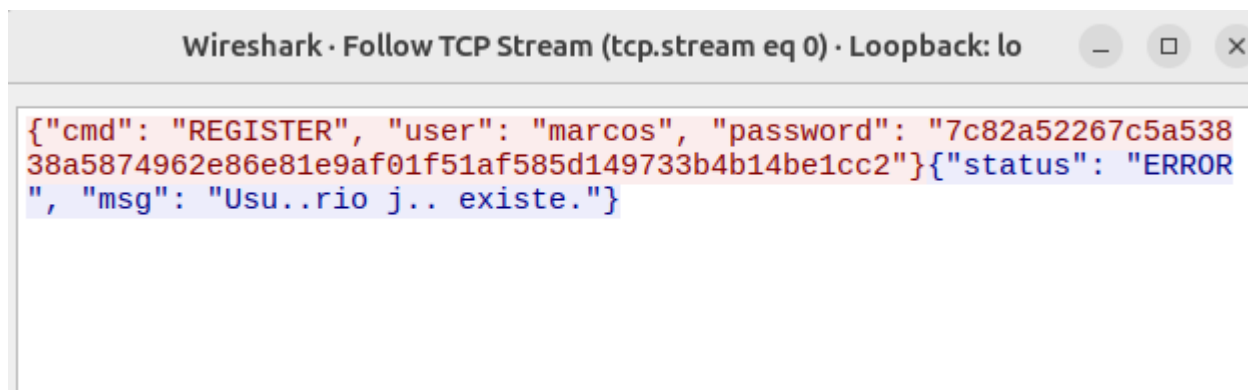 Wireshark · Follow TCP Stream (tcp.stream eq 0) · Loopback: lo
{"cmd": "REGISTER", "user": "marcos", "password": "7c82a52267c5a538
38a5874962e86e81e9af01f51af585d149733b4b14be1cc2"}{"status": "ERROR
", "msg": "Usu..rio j.. existe."}